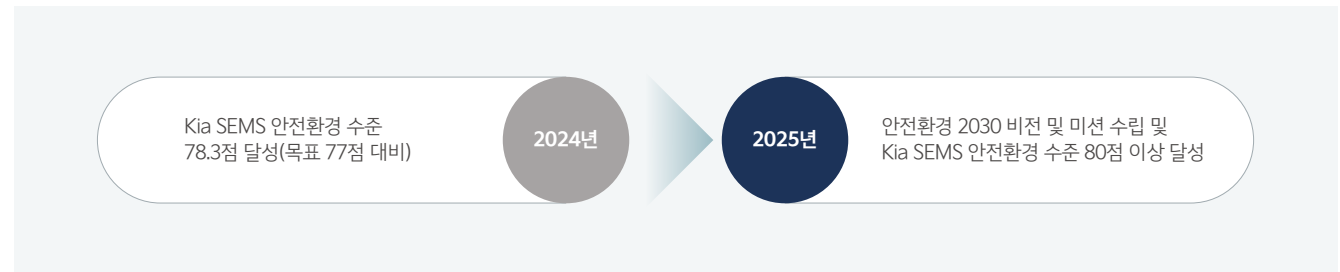 Kia SEMS 안전환경 수준
78.3점 달성(목표 77점 대비)
2024년
2025년
안전환경 2030 비전 및 미션 수립 및
Kia SEMS 안전환경 수준 80점 이상 달성